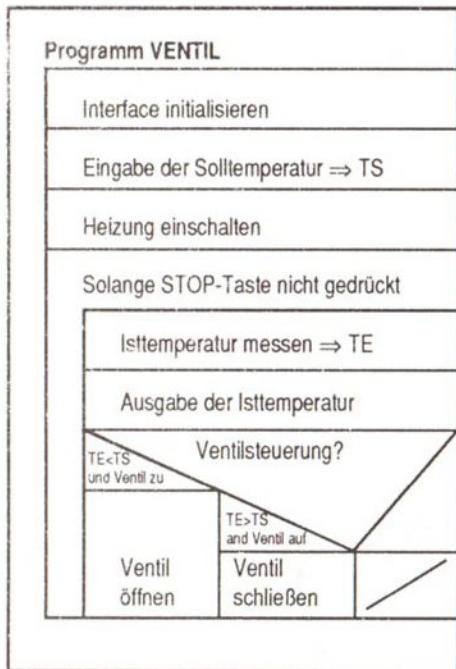 Programm VENTIL
Interface initialisieren
Eingabe der Solltemperatur ⇒ TS
Heizung einschalten
Solange STOP-Taste nicht gedrückt
Isttemperatur messen ⇒ TE
Ausgabe der Isttemperatur
Ventilsteuerung?
TE<TS
und Ventil zu
TE>TS
and Ventil auf
Ventil
öffnen
Ventil
schließen